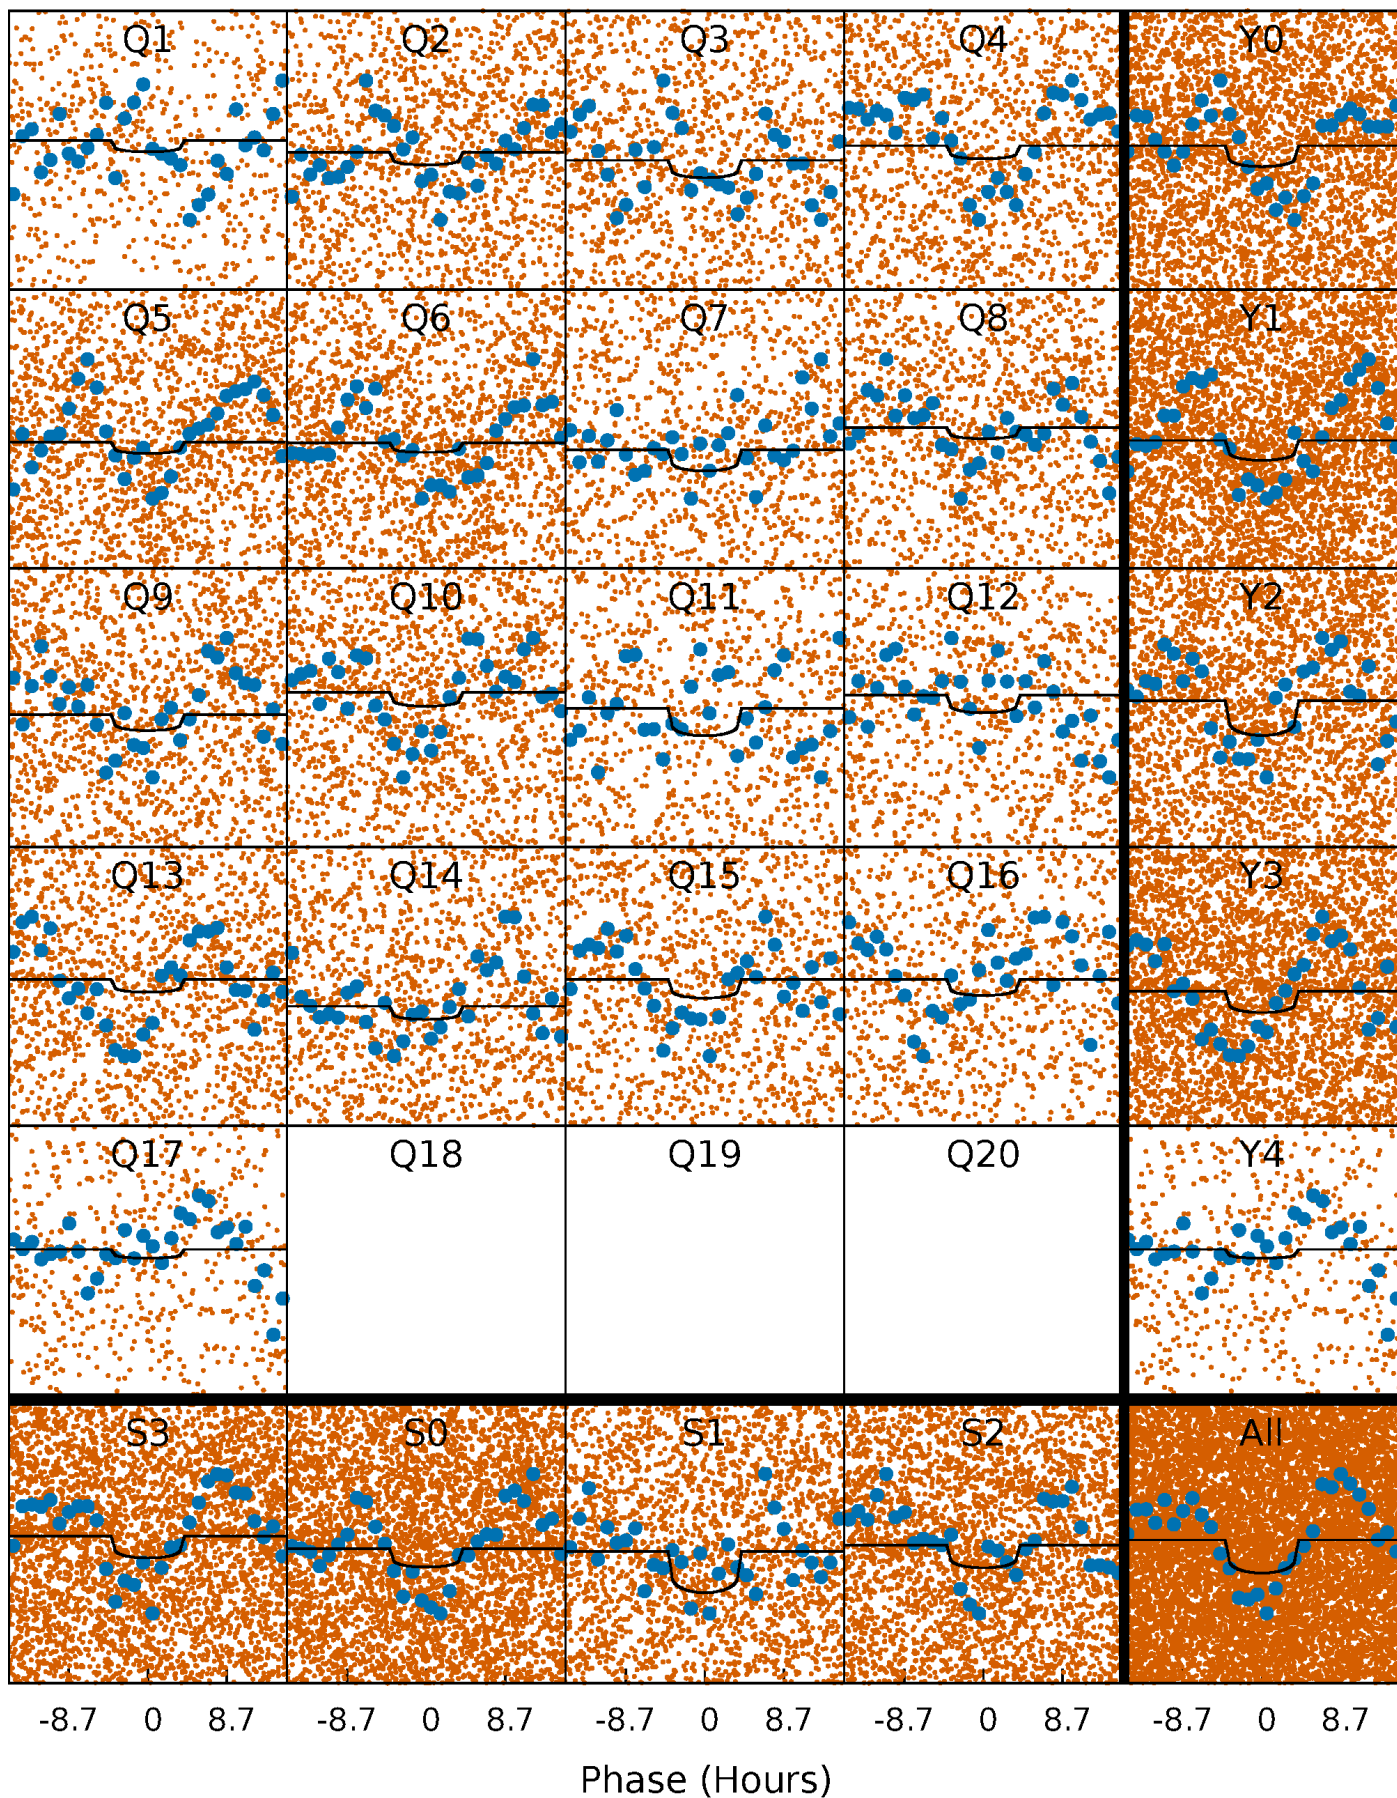 Q1 Q2 Q3 Q4 Y0
Q5 Q6 Q7 Q8 Y1
Q9 Q10 Q11 Q12 Y2
Q13 Q14 Q15 Q16 Y3
Q17 Q18 Q19 Q20 Y4
S3 S0 S1 S2 All
-8.7 0 8.7 -8.7 0 8.7 -8.7 0 8.7 -8.7 0 8.7 -8.7 0 8.7
Phase (Hours)